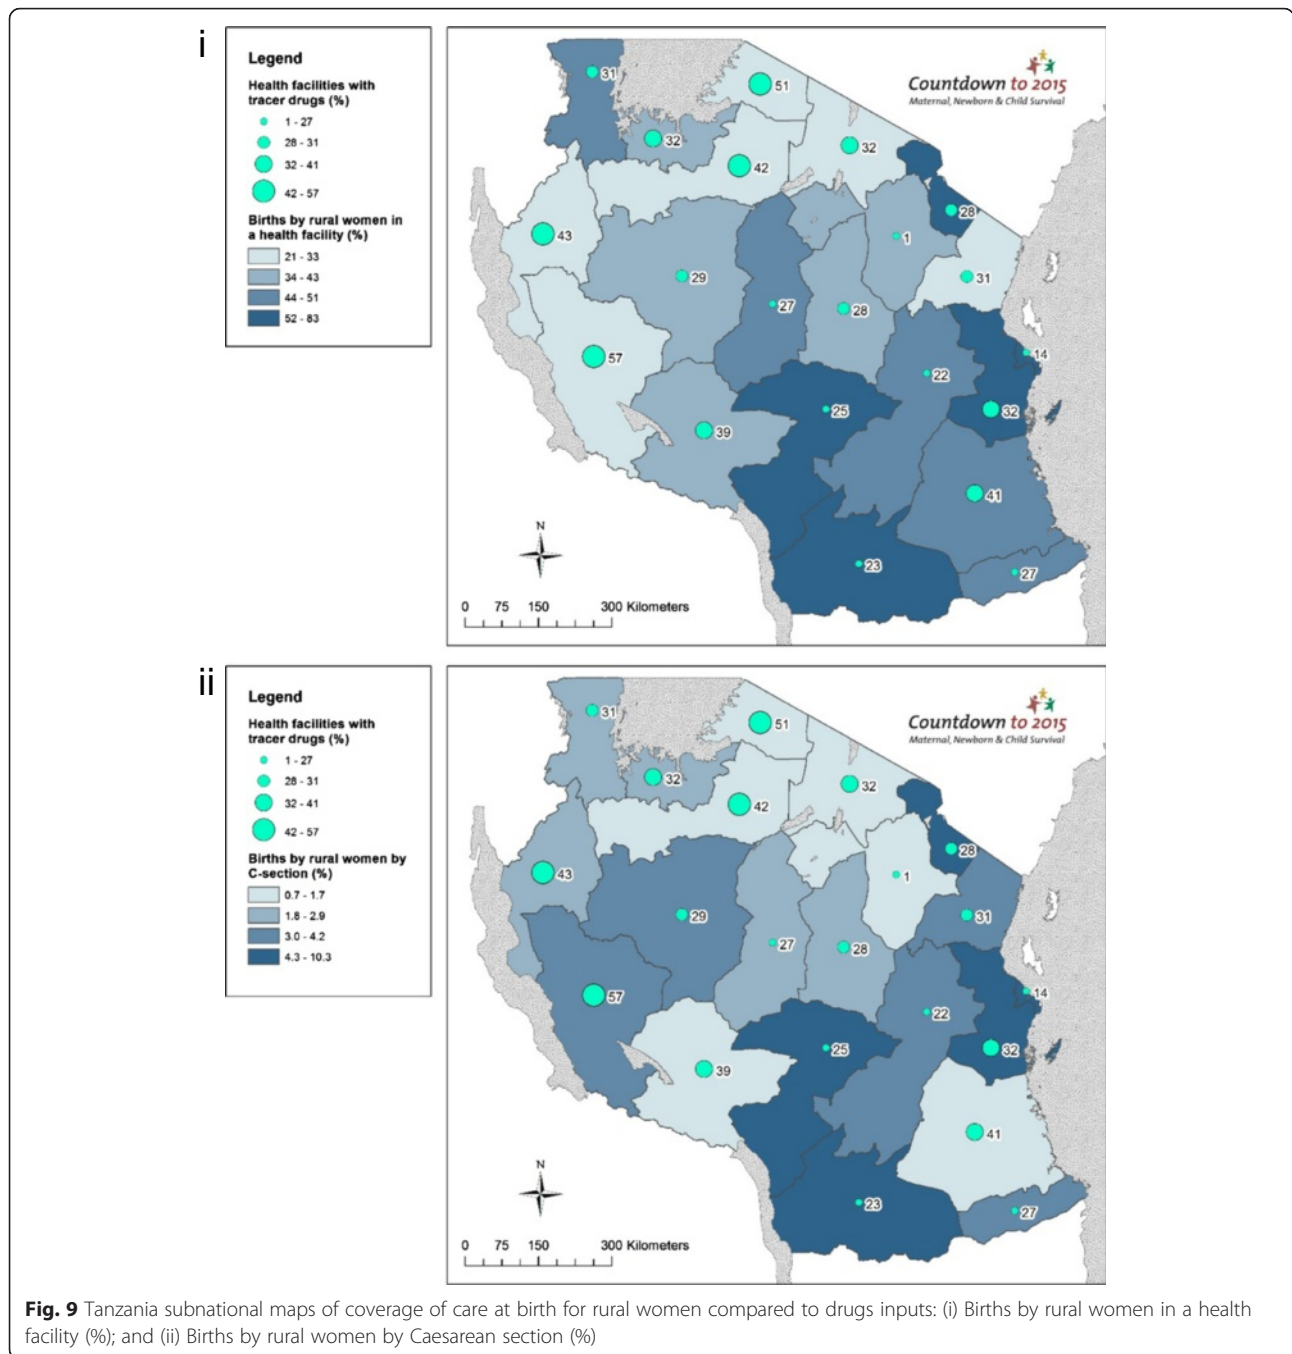 i
Legend
Health facilities with
tracer drugs (%)
1 - 27
28 - 31
32 - 41
42 - 57
Births by rural women in
a health facility (%)
21 - 33
34 - 43
44 - 51
52 - 83
Countdown to 2015
Maternal, Newborn & Child Survival
31
51
32
42
32
28
43
1
29
31
27
28
57
14
22
25
32
39
41
23
27
N
0 75 150 300 Kilometers
ii
Legend
Health facilities with
tracer drugs (%)
1 - 27
28 - 31
32 - 41
42 - 57
Births by rural women by
C-section (%)
0.7 - 1.7
1.8 - 2.9
3.0 - 4.2
4.3 - 10.3
Countdown to 2015
Maternal, Newborn & Child Survival
31
51
32
42
32
28
43
1
29
31
27
28
57
14
22
25
32
39
41
23
27
N
0 75 150 300 Kilometers
Fig. 9 Tanzania subnational maps of coverage of care at birth for rural women compared to drugs inputs: (i) Births by rural women in a health
facility (%); and (ii) Births by rural women by Caesarean section (%)